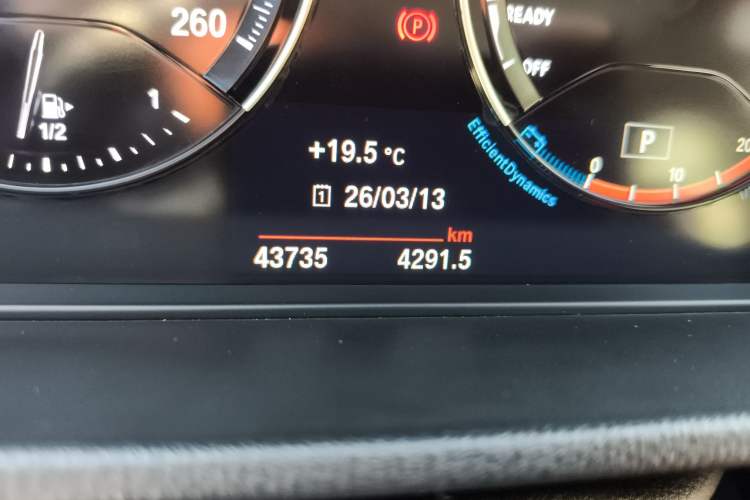 260
P
READY
OFF
1/2
1
+19.5 °C
1 26/03/13
EfficientDynamics
P
0
10
20
km
43735 4291.5